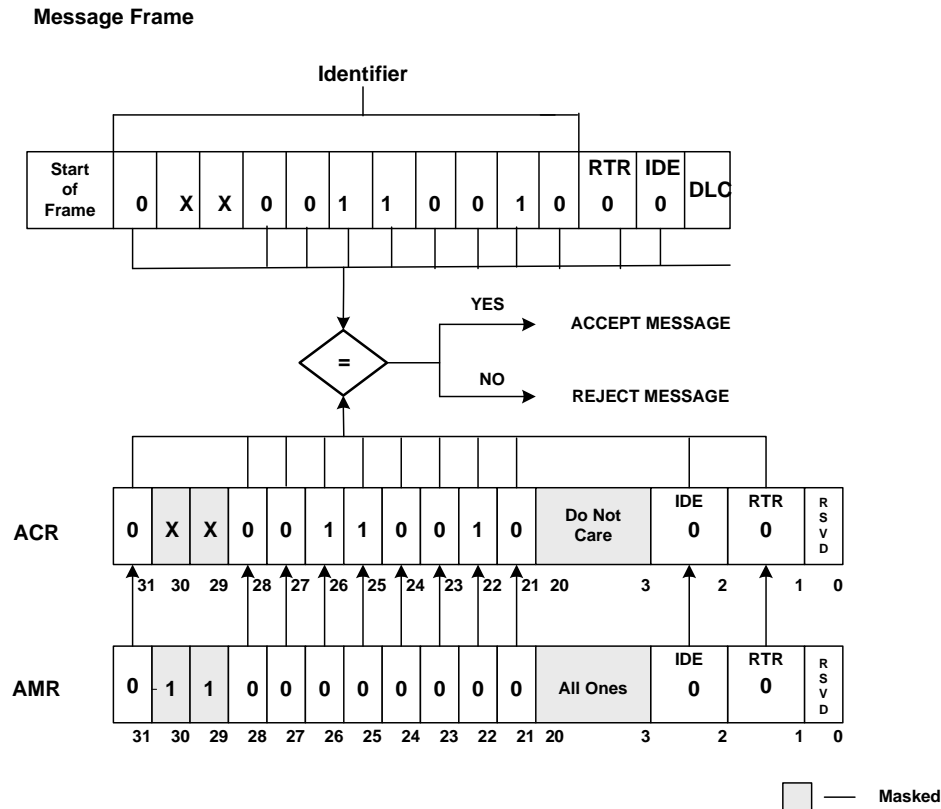 Message Frame
Identifier
Start of Frame
0 X X 0 0 1 1 0 0 1 0
RTR
0
IDE
0
DLC
YES
ACCEPT MESSAGE
=
NO
REJECT MESSAGE
ACR
0 X X 0 0 1 1 0 0 1 0
Do Not Care
IDE
0
RTR
0
RSVD
31 30 29 28 27 26 25 24 23 22 21 20 3 2 1 0
AMR
0 1 1 0 0 0 0 0 0 0 0
All Ones
IDE
0
RTR
0
RSVD
31 30 29 28 27 26 25 24 23 22 21 20 3 2 1 0
Masked